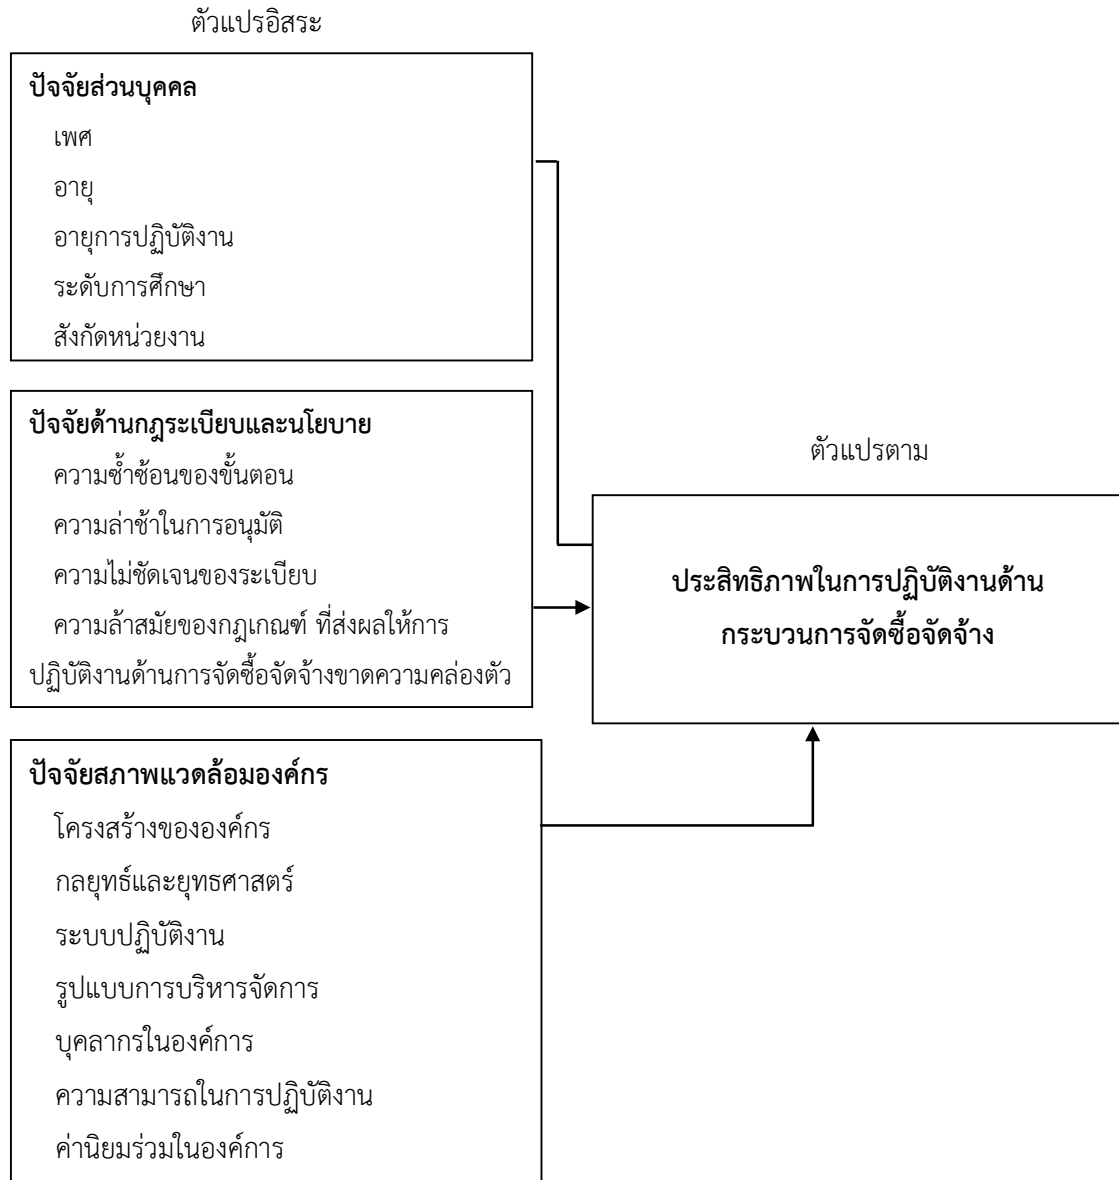 ตัวแปรอิสระ
ปัจจัยส่วนบุคคล
เพศ
อายุ
อายุการปฏิบัติงาน
ระดับการศึกษา
สังกัดหน่วยงาน
ปัจจัยด้านกฎระเบียบและนโยบาย
ความซ้ำซ้อนของขั้นตอน
ความล่าช้าในการอนุมัติ
ความไม่ชัดเจนของระเบียบ
ความล้าสมัยของกฎเกณฑ์ ที่ส่งผลให้การ
ปฏิบัติงานด้านการจัดซื้อจัดจ้างขาดความคล่องตัว
ตัวแปรตาม
ประสิทธิภาพในการปฏิบัติงานด้าน
กระบวนการจัดซื้อจัดจ้าง
ปัจจัยสภาพแวดล้อมองค์กร
โครงสร้างขององค์กร
กลยุทธ์และยุทธศาสตร์
ระบบปฏิบัติงาน
รูปแบบการบริหารจัดการ
บุคลากรในองค์การ
ความสามารถในการปฏิบัติงาน
ค่านิยมร่วมในองค์การ